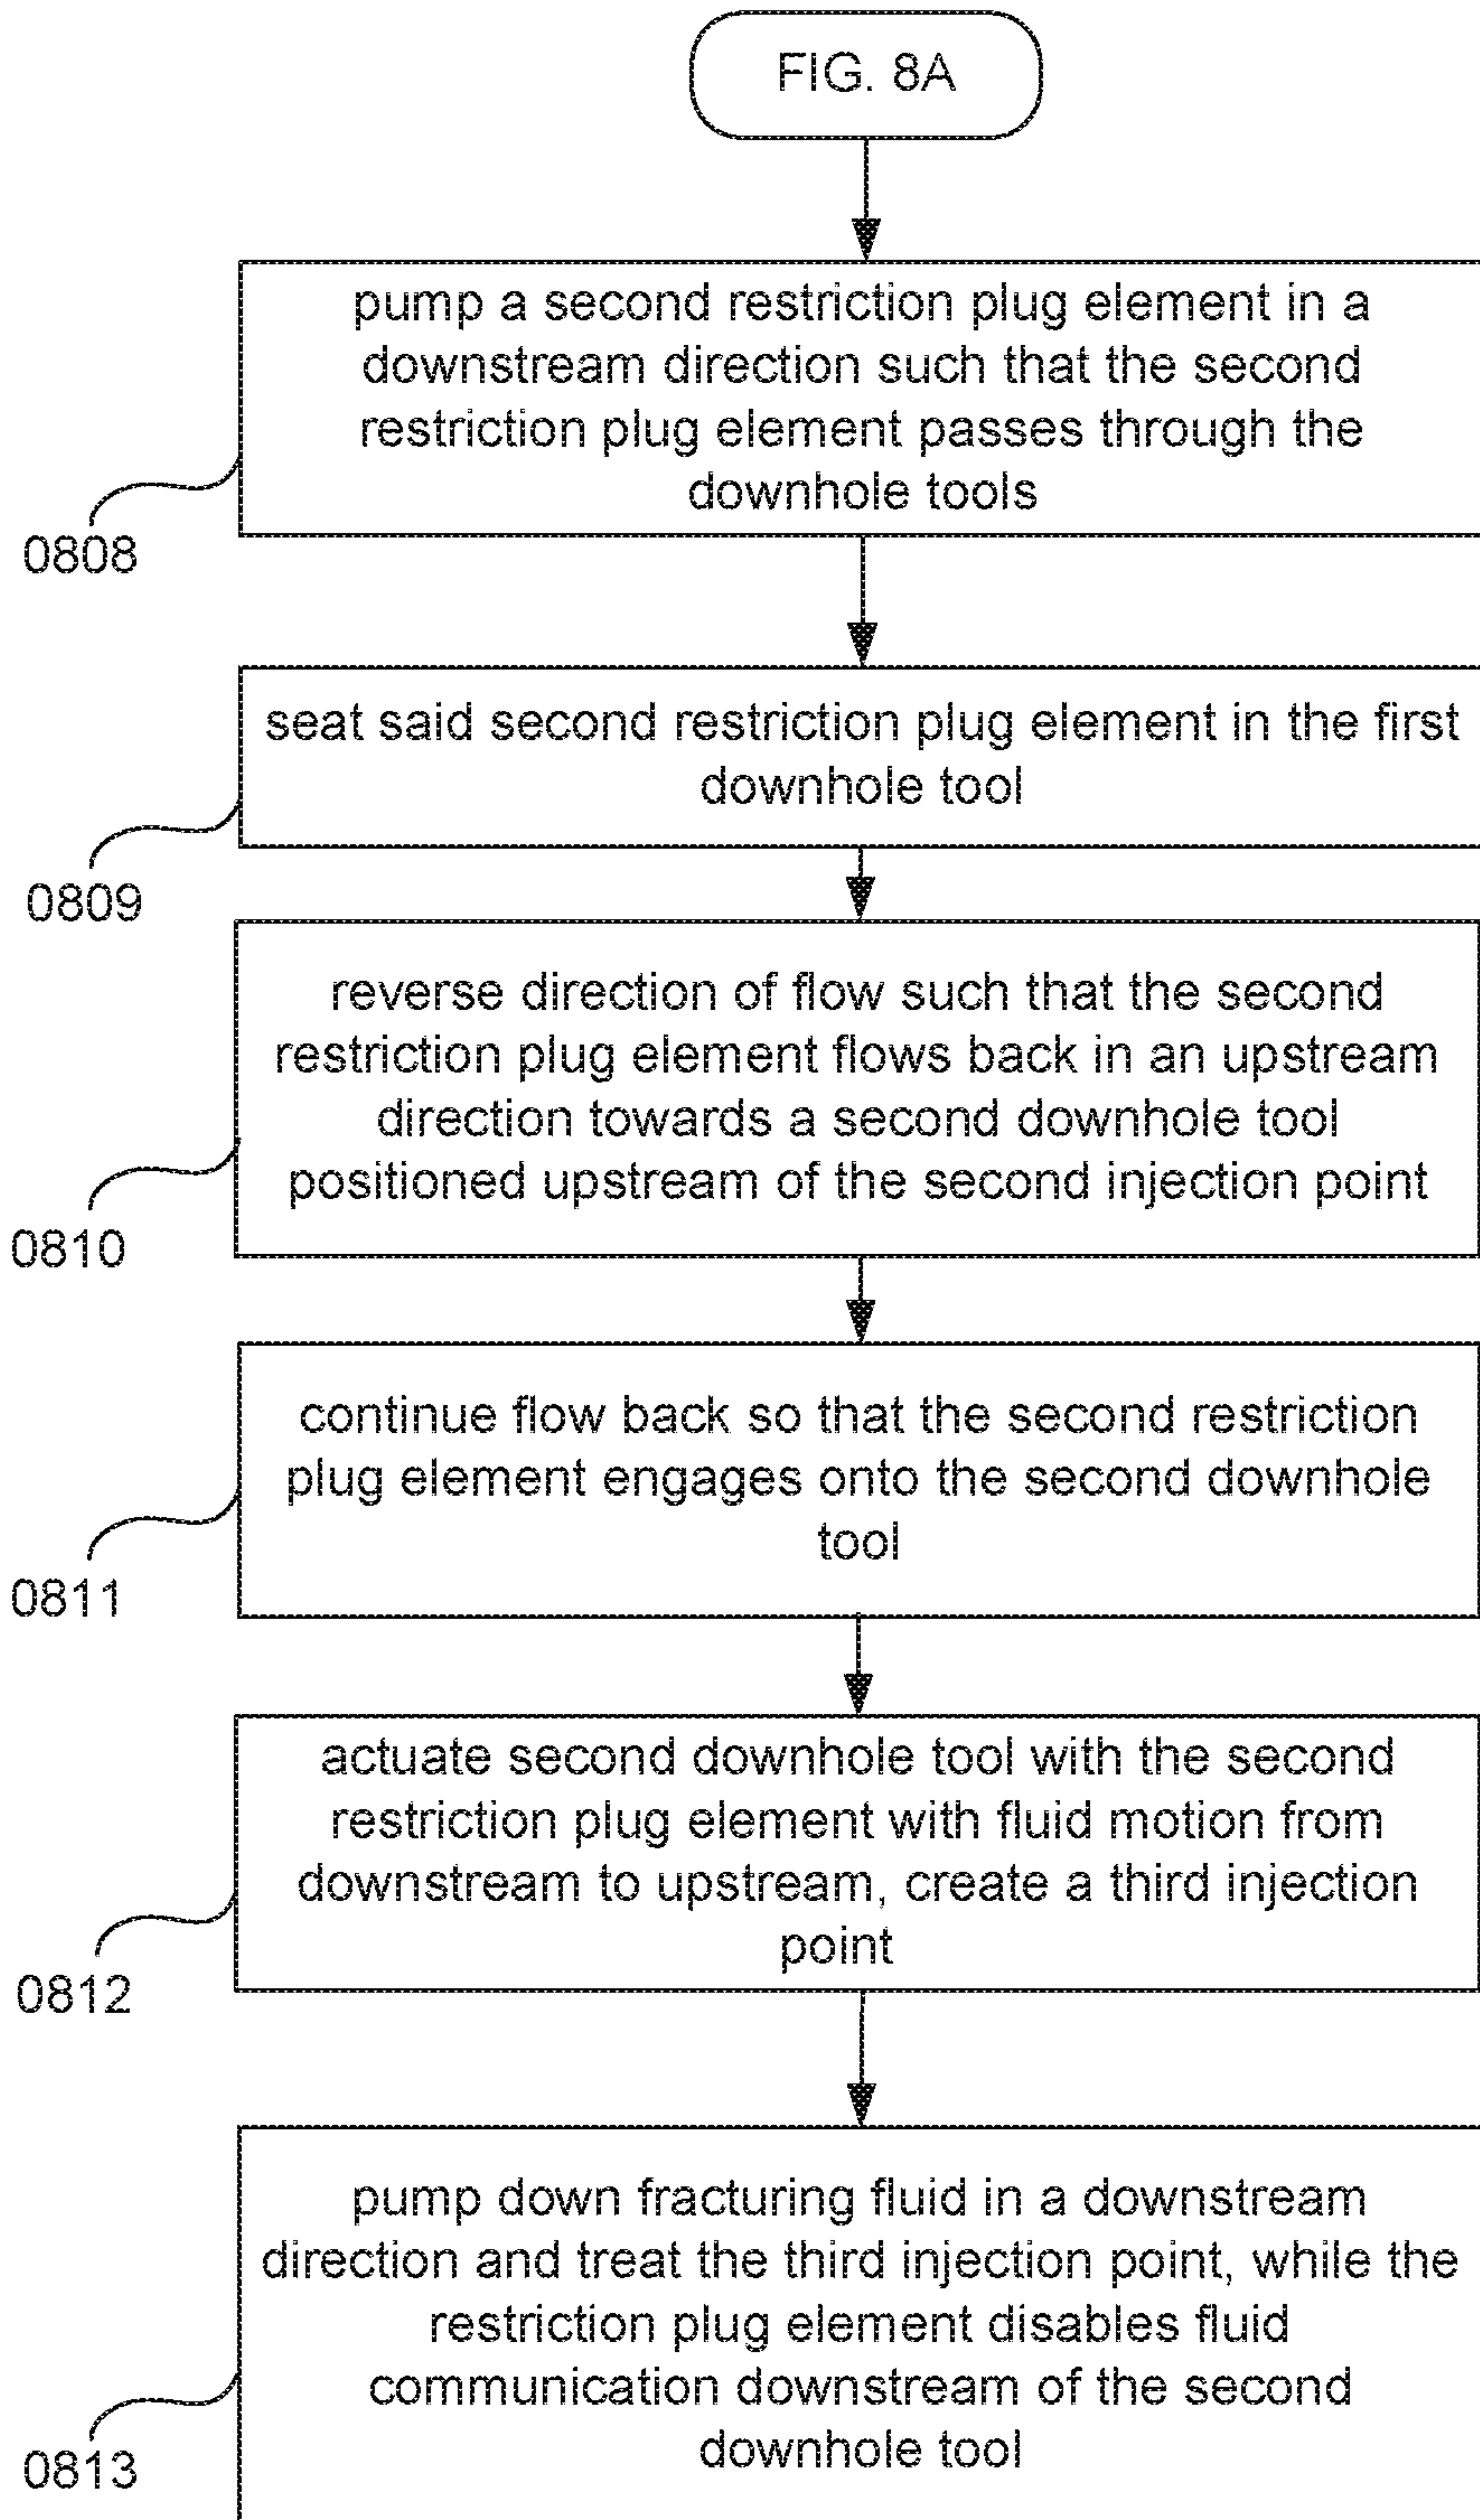 FIG. 8A
pump a second restriction plug element in a
downstream direction such that the second
restriction plug element passes through the
downhole tools
0808
seat said second restriction plug element in the first
downhole tool
0809
reverse direction of flow such that the second
restriction plug element flows back in an upstream
direction towards a second downhole tool
positioned upstream of the second injection point
0810
continue flow back so that the second restriction
plug element engages onto the second downhole
tool
0811
actuate second downhole tool with the second
restriction plug element with fluid motion from
downstream to upstream, create a third injection
point
0812
pump down fracturing fluid in a downstream
direction and treat the third injection point, while the
restriction plug element disables fluid
communication downstream of the second
downhole tool
0813